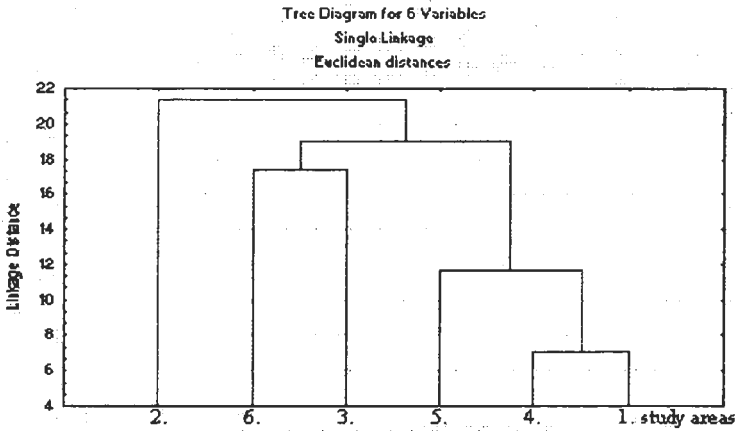 Tree Diagram for 6 Variables
Single Linkage
Euclidean distances
22
20
18
16
14
12
10
8
6
4
Linkage Distance
2. 6. 3. 5. 4. 1. study areas